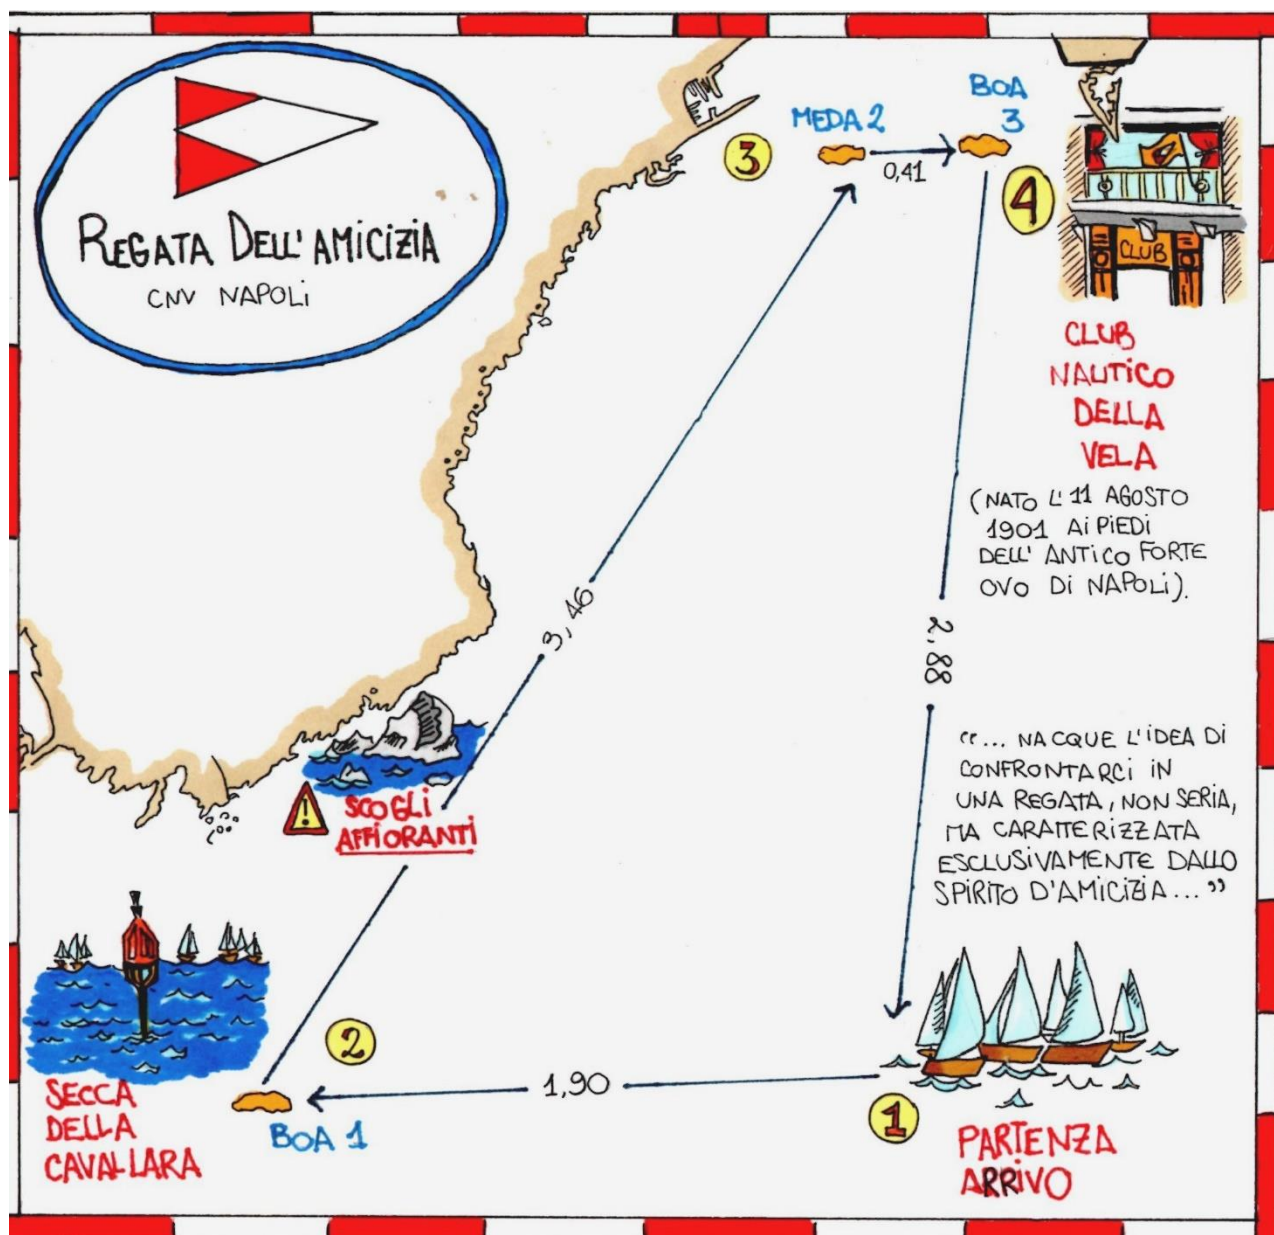 REGATA DELL'AMICIZIA
CNV NAPOLI
MEDA 2
BOA
3
3
0,41
4
CLUB
CLUB
NAUTICO
DELLA
VELA
(NATO L'11 AGOSTO
1901 AI PIEDI
DELL' ANTICO FORTE
OVO DI NAPOLI).
3,46
2,88
"... NACQUE L'IDEA DI
CONFRONTARCI IN
UNA REGATA, NON SERIA,
MA CARATTERIZZATA
ESCLUSIVAMENTE DALLO
SPIRITO D'AMICIZIA..."
!
SCOGLI
AFFIORANTI
2
SECCA
DELLA
CAVALLARA
BOA 1
1,90
1
PARTENZA
ARRIVO